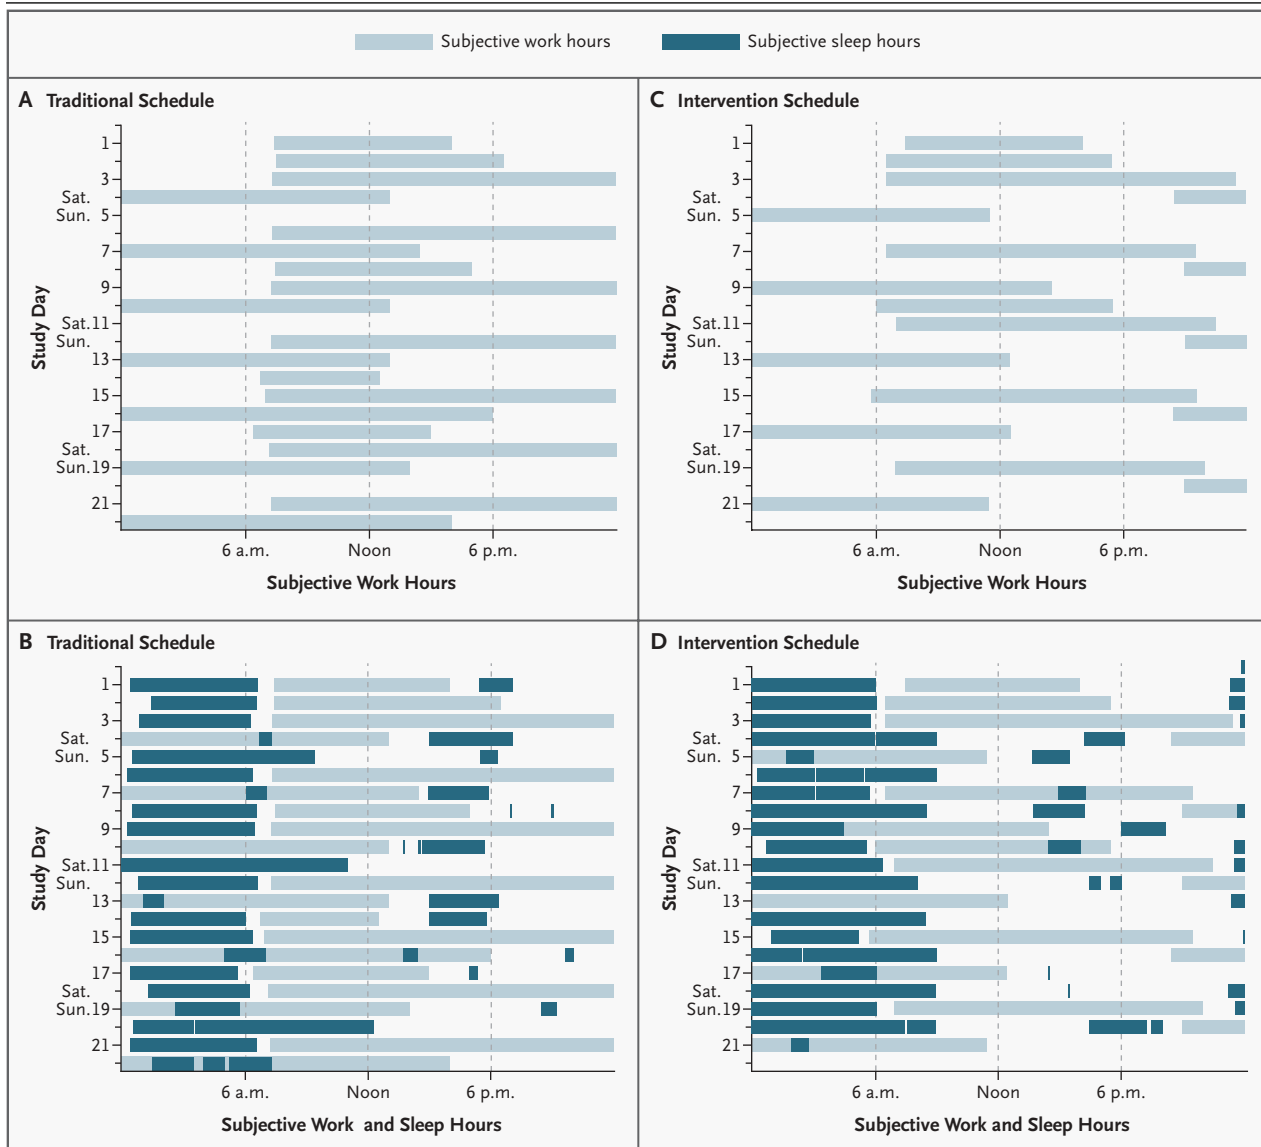 Subjective work hours
Subjective sleep hours
A Traditional Schedule
1
3
Sat.
Sun. 5
7
9
Sat.11
Sun.
13
15
17
Sat.
Sun.19
21
Study Day
6 a.m.
Noon
6 p.m.
Subjective Work Hours
C Intervention Schedule
1
3
Sat.
Sun. 5
7
9
Sat.11
Sun.
13
15
17
Sat.
Sun.19
21
Study Day
6 a.m.
Noon
6 p.m.
Subjective Work Hours
B Traditional Schedule
1
3
Sat.
Sun. 5
7
9
Sat.11
Sun.
13
15
17
Sat.
Sun.19
21
Study Day
6 a.m.
Noon
6 p.m.
Subjective Work and Sleep Hours
D Intervention Schedule
1
3
Sat.
Sun. 5
7
9
Sat.11
Sun.
13
15
17
Sat.
Sun.19
21
Study Day
6 a.m.
Noon
6 p.m.
Subjective Work and Sleep Hours